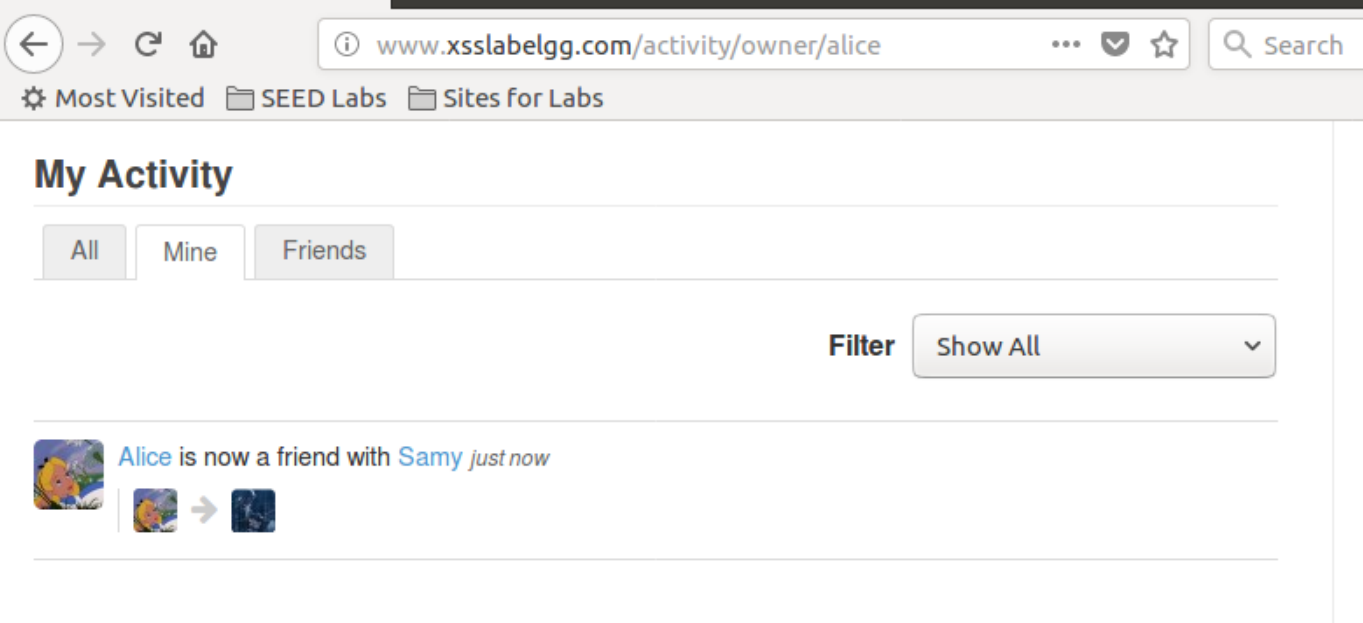 www.xsslabelgg.com/activity/owner/alice
Search
Most Visited SEED Labs Sites for Labs
My Activity
All Mine Friends
Filter Show All
Alice is now a friend with Samy just now